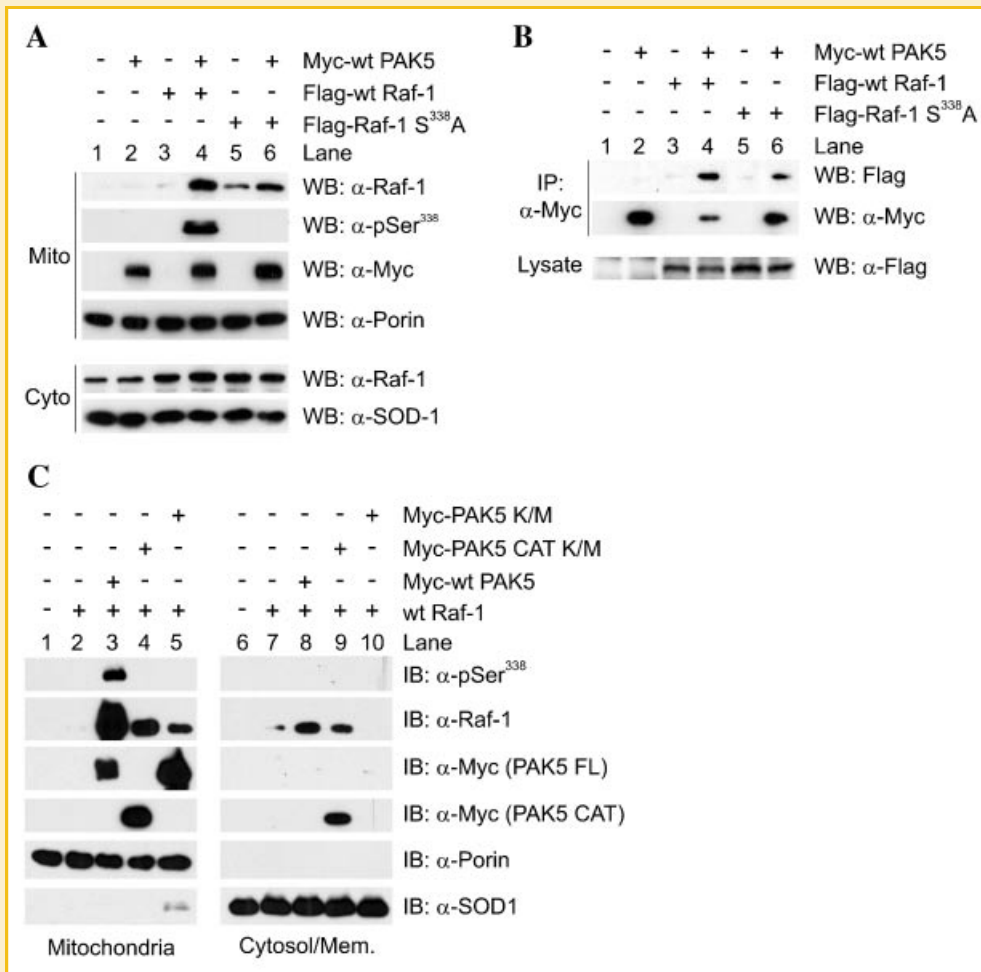 A
- + - + - + Myc-wt PAK5
- - + + - - Flag-wt Raf-1
- - - - + + Flag-Raf-1 S³³⁸A
1 2 3 4 5 6 Lane
Mito
WB: α-Raf-1
WB: α-pSer³³⁸
WB: α-Myc
WB: α-Porin
Cyto
WB: α-Raf-1
WB: α-SOD-1
B
- + - + - + Myc-wt PAK5
- - + + - - Flag-wt Raf-1
- - - - + + Flag-Raf-1 S³³⁸A
1 2 3 4 5 6 Lane
IP:
α-Myc
WB: Flag
WB: α-Myc
Lysate WB: α-Flag
C
- - - - + - - - - + Myc-PAK5 K/M
- - - + - - - - + - Myc-PAK5 CAT K/M
- - + - - - - + - - Myc-wt PAK5
- + + + + - + + + + wt Raf-1
1 2 3 4 5 6 7 8 9 10 Lane
IB: α-pSer³³⁸
IB: α-Raf-1
IB: α-Myc (PAK5 FL)
IB: α-Myc (PAK5 CAT)
IB: α-Porin
IB: α-SOD1
Mitochondria Cytosol/Mem.